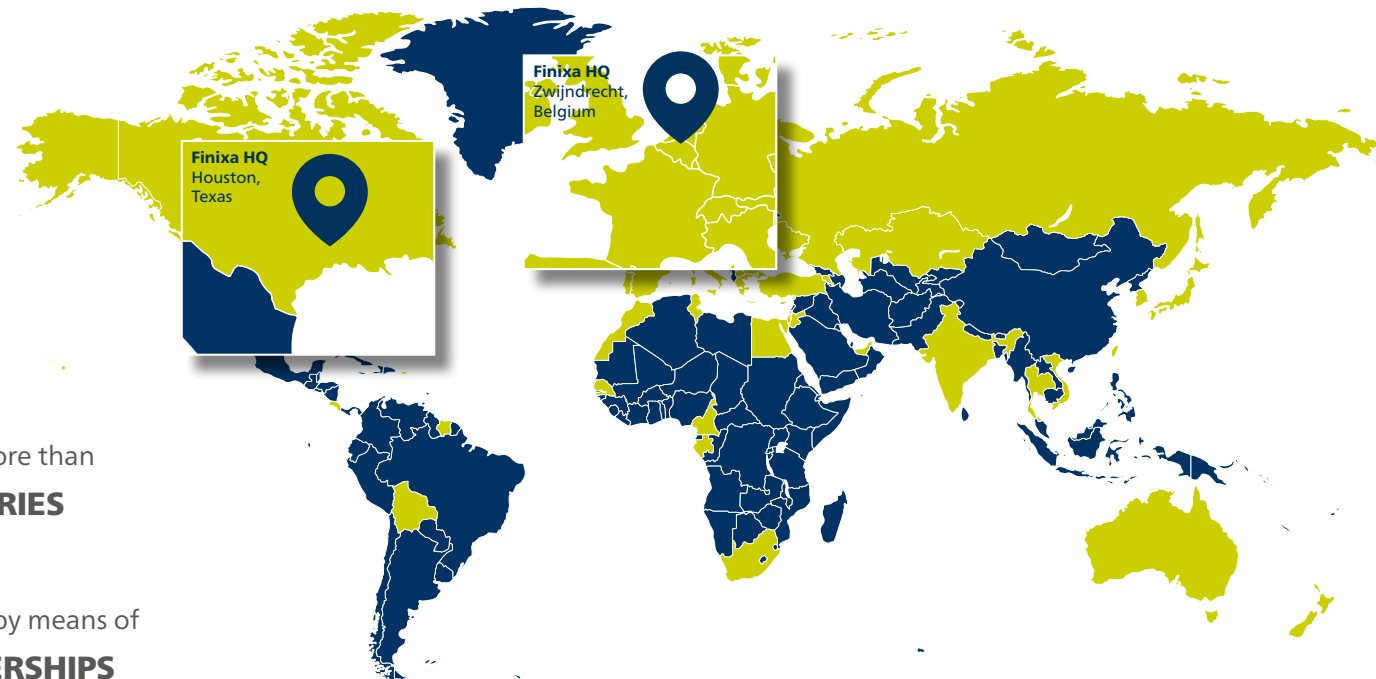 Finixa HQ
Zwijndrecht,
Belgium
Finixa HQ
Houston,
Texas
ore than
RIES
by means of
ERSHIPS